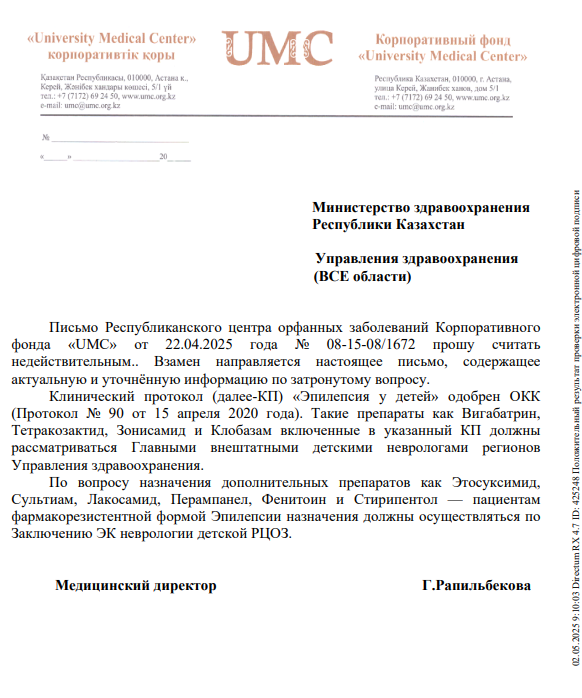 «University Medical Center»
корпоративтік қоры
Қазақстан Республикасы, 010000, Астана қ.,
Керей, Жәнібек хандары көшесі, 5/1 үй
тел.: +7 (7172) 69 24 50, www.umc.org.kz
e-mail: umc@umc.org.kz
UMC
Корпоративный фонд
«University Medical Center»
Республика Казахстан, 010000, г. Астана,
улица Керей, Жанибек ханов, дом 5/1
тел.: +7 (7172) 69 24 50, www.umc.org.kz
e-mail: umc@umc.org.kz
№ ____________________
«_____» ____________________20_____
Министерство здравоохранения
Республики Казахстан
Управления здравоохранения
(ВСЕ области)
Письмо Республиканского центра орфанных заболеваний Корпоративного
фонда «UMC» от 22.04.2025 года № 08-15-08/1672 прошу считать
недействительным.. Взамен направляется настоящее письмо, содержащее
актуальную и уточнённую информацию по затронутому вопросу.
Клинический протокол (далее-КП) «Эпилепсия у детей» одобрен ОКК
(Протокол № 90 от 15 апреля 2020 года). Такие препараты как Вигабатрин,
Тетракозактид, Зонисамид и Клобазам включенные в указанный КП должны
рассматриваться Главными внештатными детскими неврологами регионов
Управления здравоохранения.
По вопросу назначения дополнительных препаратов как Этосуксимид,
Сультиам, Лакосамид, Перампанел, Фенитоин и Стирипентол — пациентам
фармакорезистентной формой Эпилепсии назначения должны осуществляться по
Заключению ЭК неврологии детской РЦОЗ.
Медицинский директор
Г.Рапильбекова
02.05.2025 9:10:03 Directum RX 4.7 ID: 425248 Положительный результат проверки электронной цифровой подписи